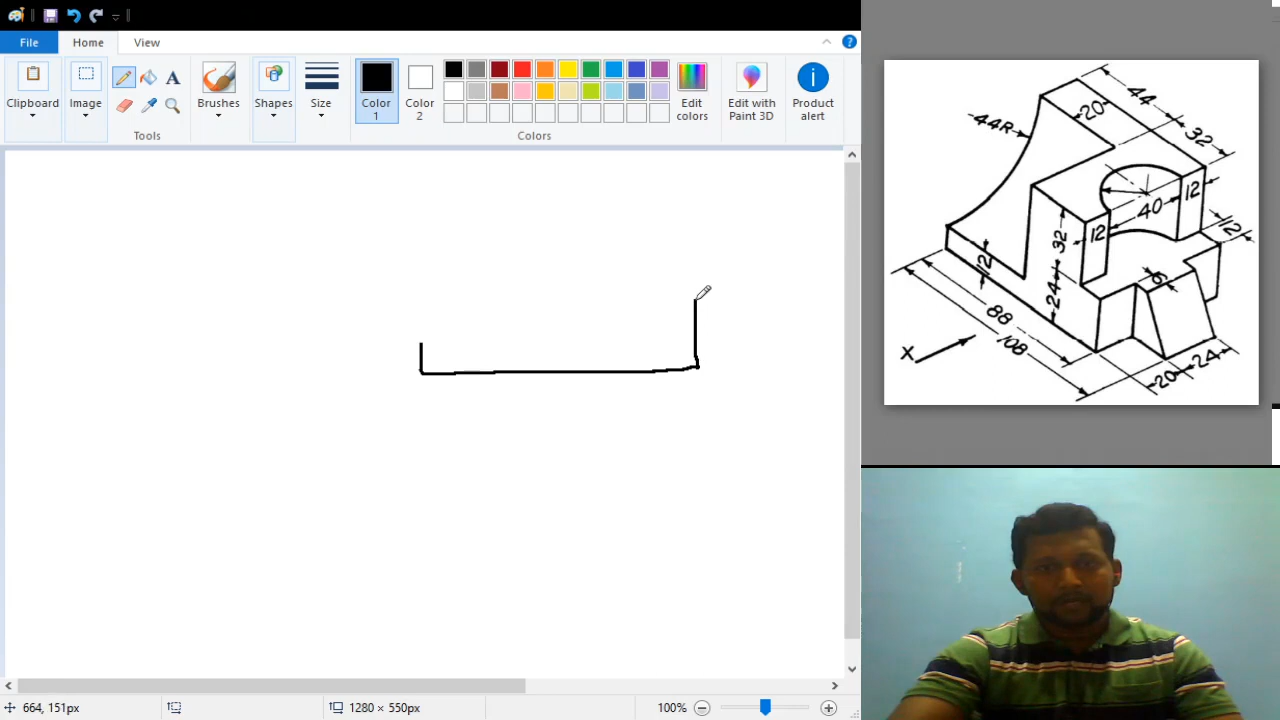 File Home View
Clipboard
Image
Tools
Brushes
Shapes
Size
Color 1
Color 2
Colors
Edit colors
Edit with Paint 3D
Product alert
A
44
20
32
-44R
12
40
12
12
32
12
6
24
88
108
X
20
24
664, 151px
1280 × 550px
100%